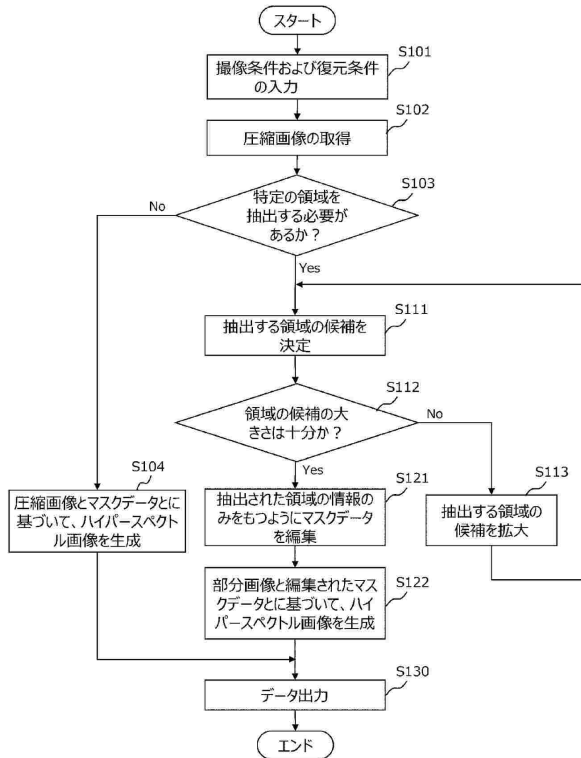 スタート
S101
撮像条件および復元条件
の入力
S102
圧縮画像の取得
S103
特定の領域を
抽出する必要が
あるか？
No
Yes
S111
抽出する領域の候補を
決定
S112
領域の候補の大
きさは十分か？
No
Yes
S104
圧縮画像とマスクデータとに
基づいて、ハイパースペクト
ル画像を生成
S121
抽出された領域の情報の
みをもつようにマスクデータ
を編集
S113
抽出する領域の
候補を拡大
S122
部分画像と編集されたマ
スクデータとに基づいて、ハイ
パースペクトル画像を生成
S130
データ出力
エンド